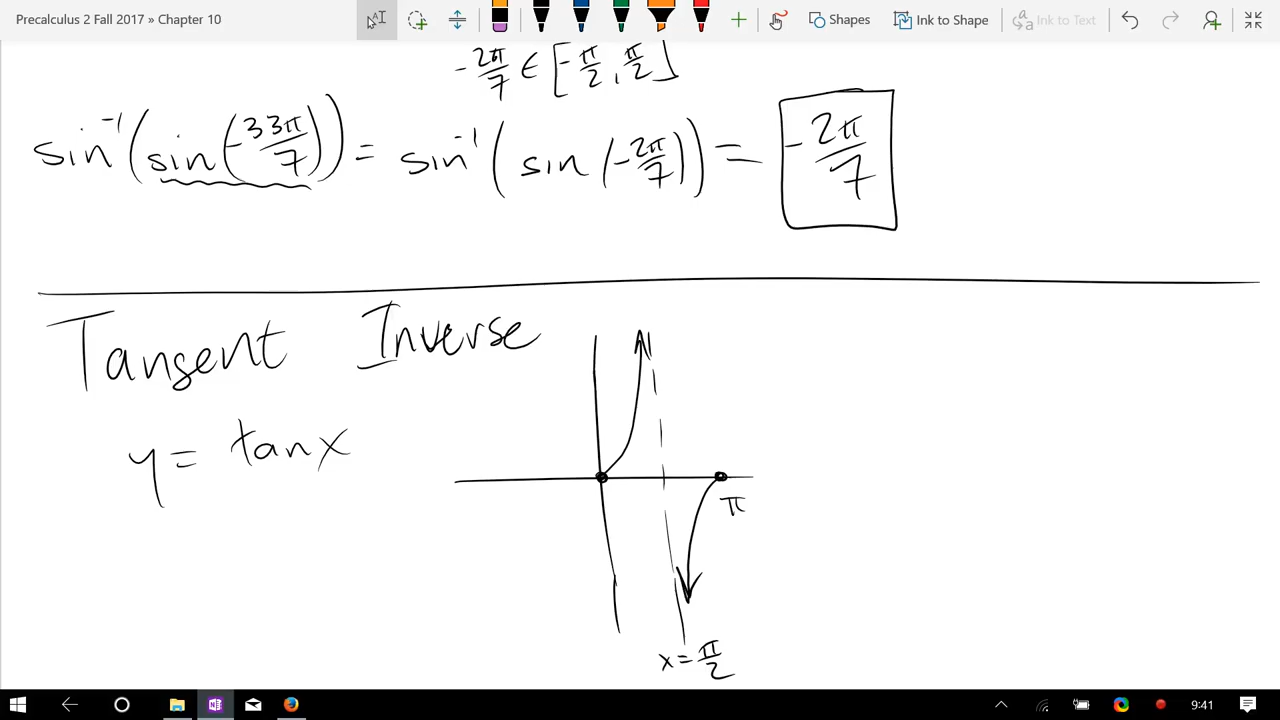 Precalculus 2 Fall 2017 » Chapter 10
Shapes
Ink to Shape
Ink to Text
-2π/7 ∈ [-π/2, π/2]
sin⁻¹(sin(-33π/7)) = sin⁻¹(sin(-2π/7)) = -2π/7
Tangent Inverse
y = tan x
π
x = π/2
9:41